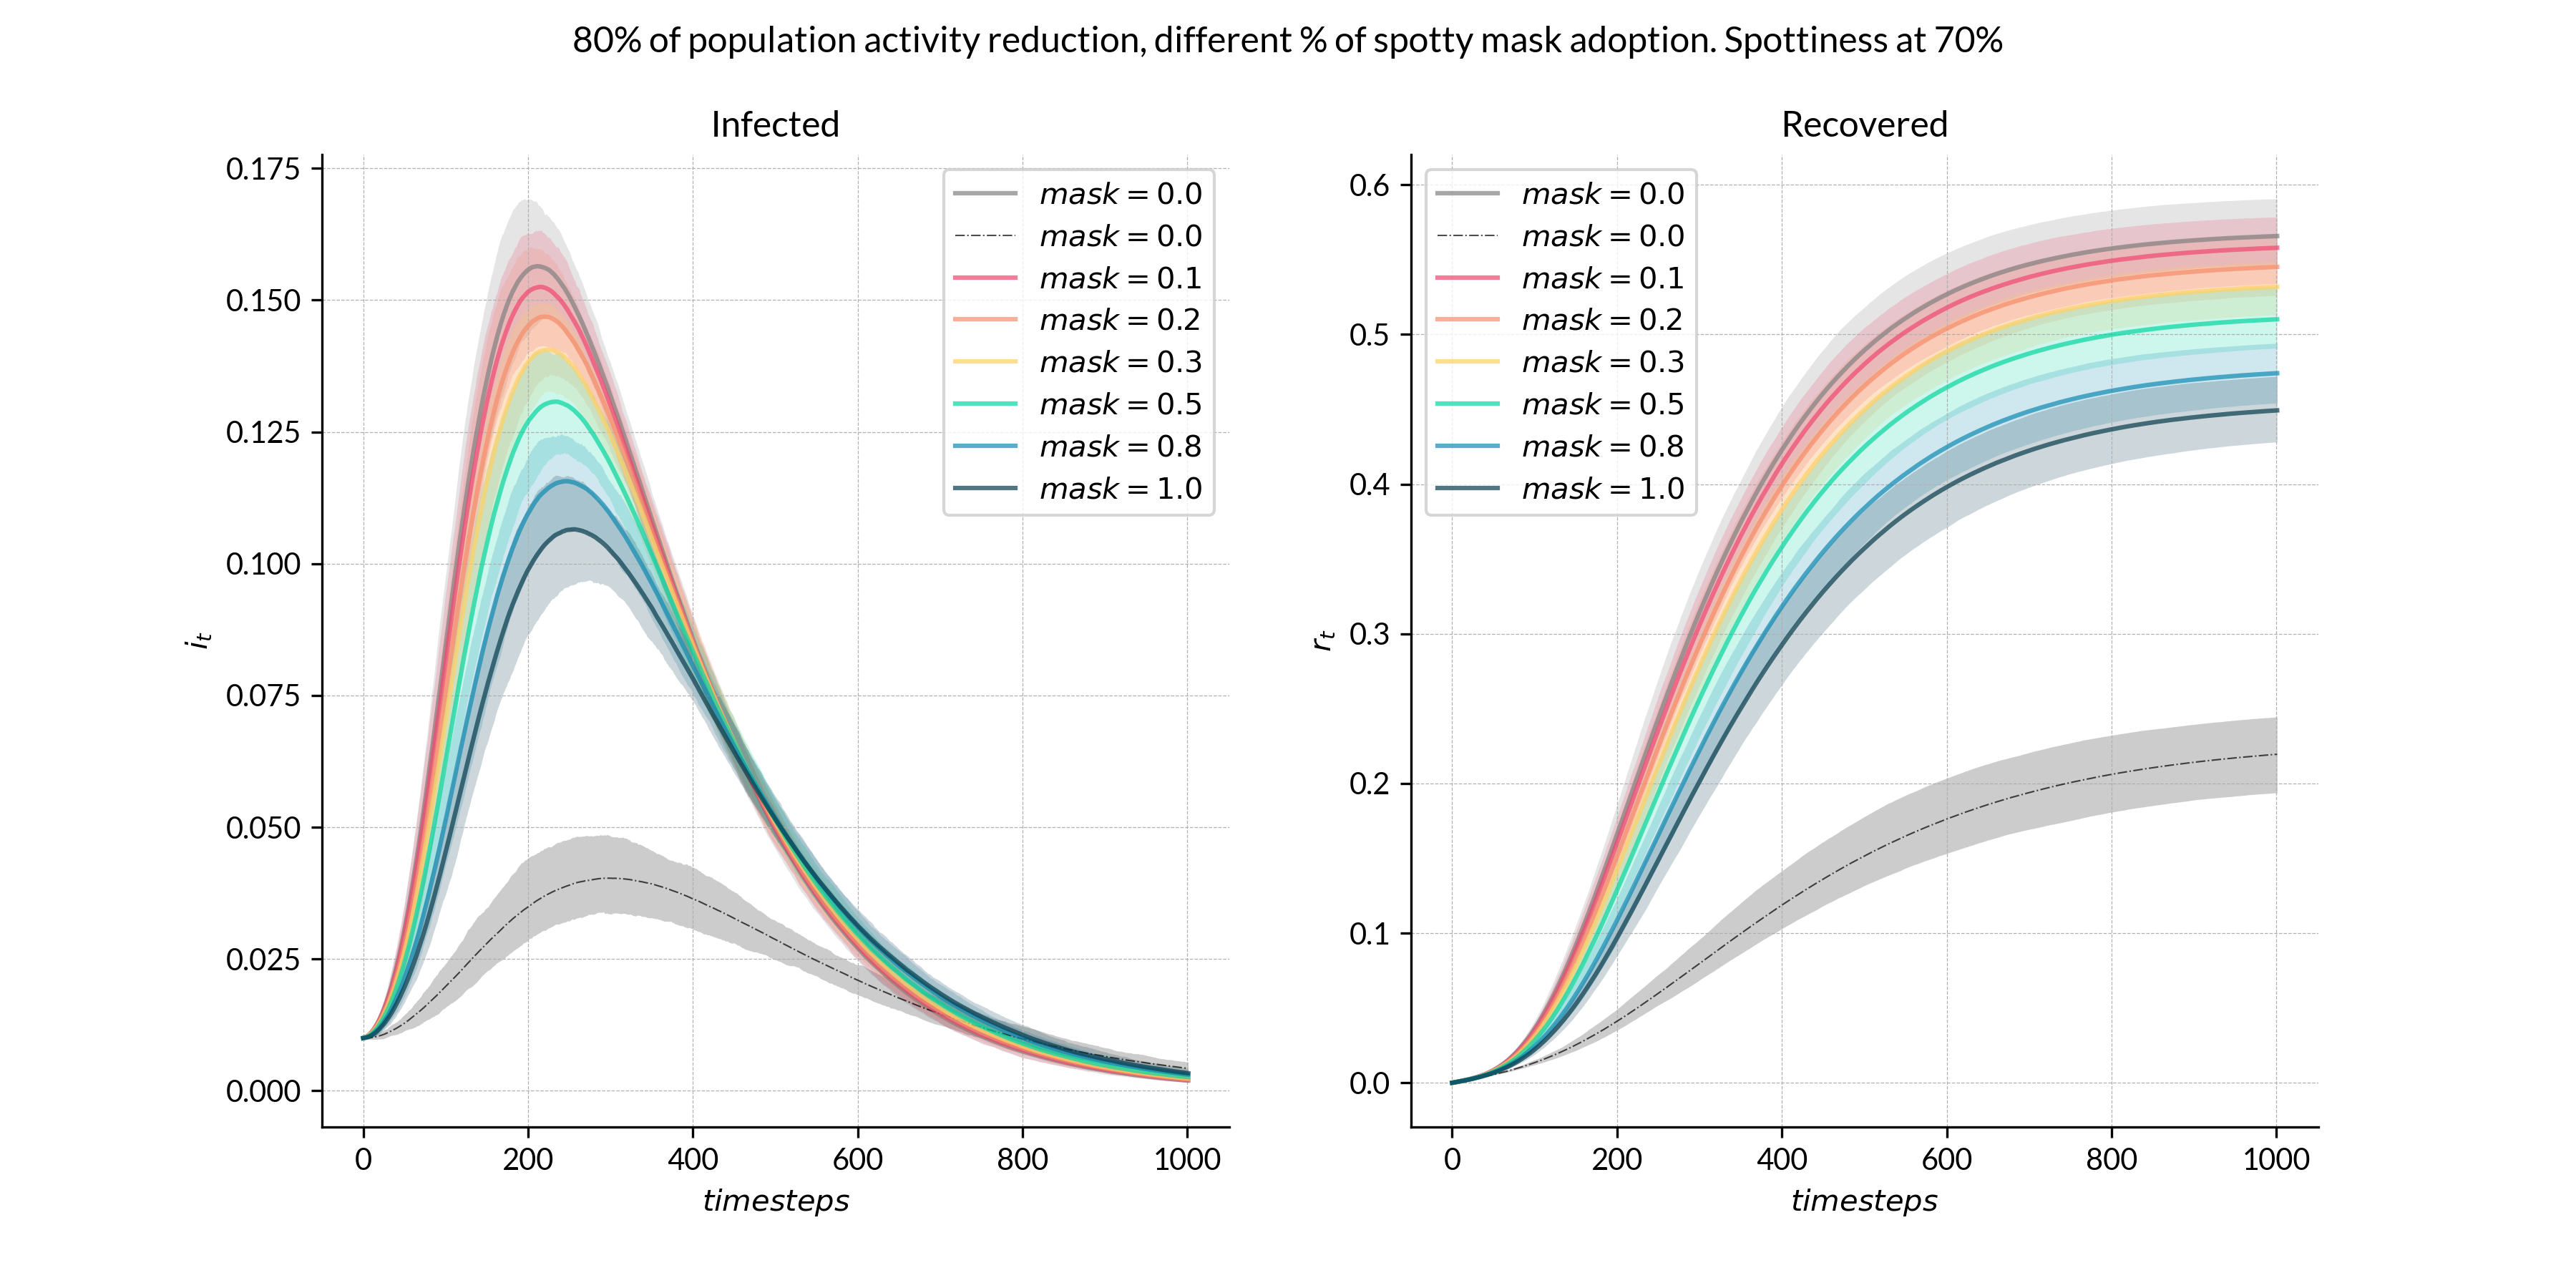 80% of population activity reduction, different % of spotty mask adoption. Spottiness at 70%
Infected
0.175
0.150
0.125
0.100
0.075
0.050
0.025
0.000
i_t
0 200 400 600 800 1000
timesteps
mask = 0.0
mask = 0.0
mask = 0.1
mask = 0.2
mask = 0.3
mask = 0.5
mask = 0.8
mask = 1.0
Recovered
0.6
0.5
0.4
0.3
0.2
0.1
0.0
r_t
0 200 400 600 800 1000
timesteps
mask = 0.0
mask = 0.0
mask = 0.1
mask = 0.2
mask = 0.3
mask = 0.5
mask = 0.8
mask = 1.0